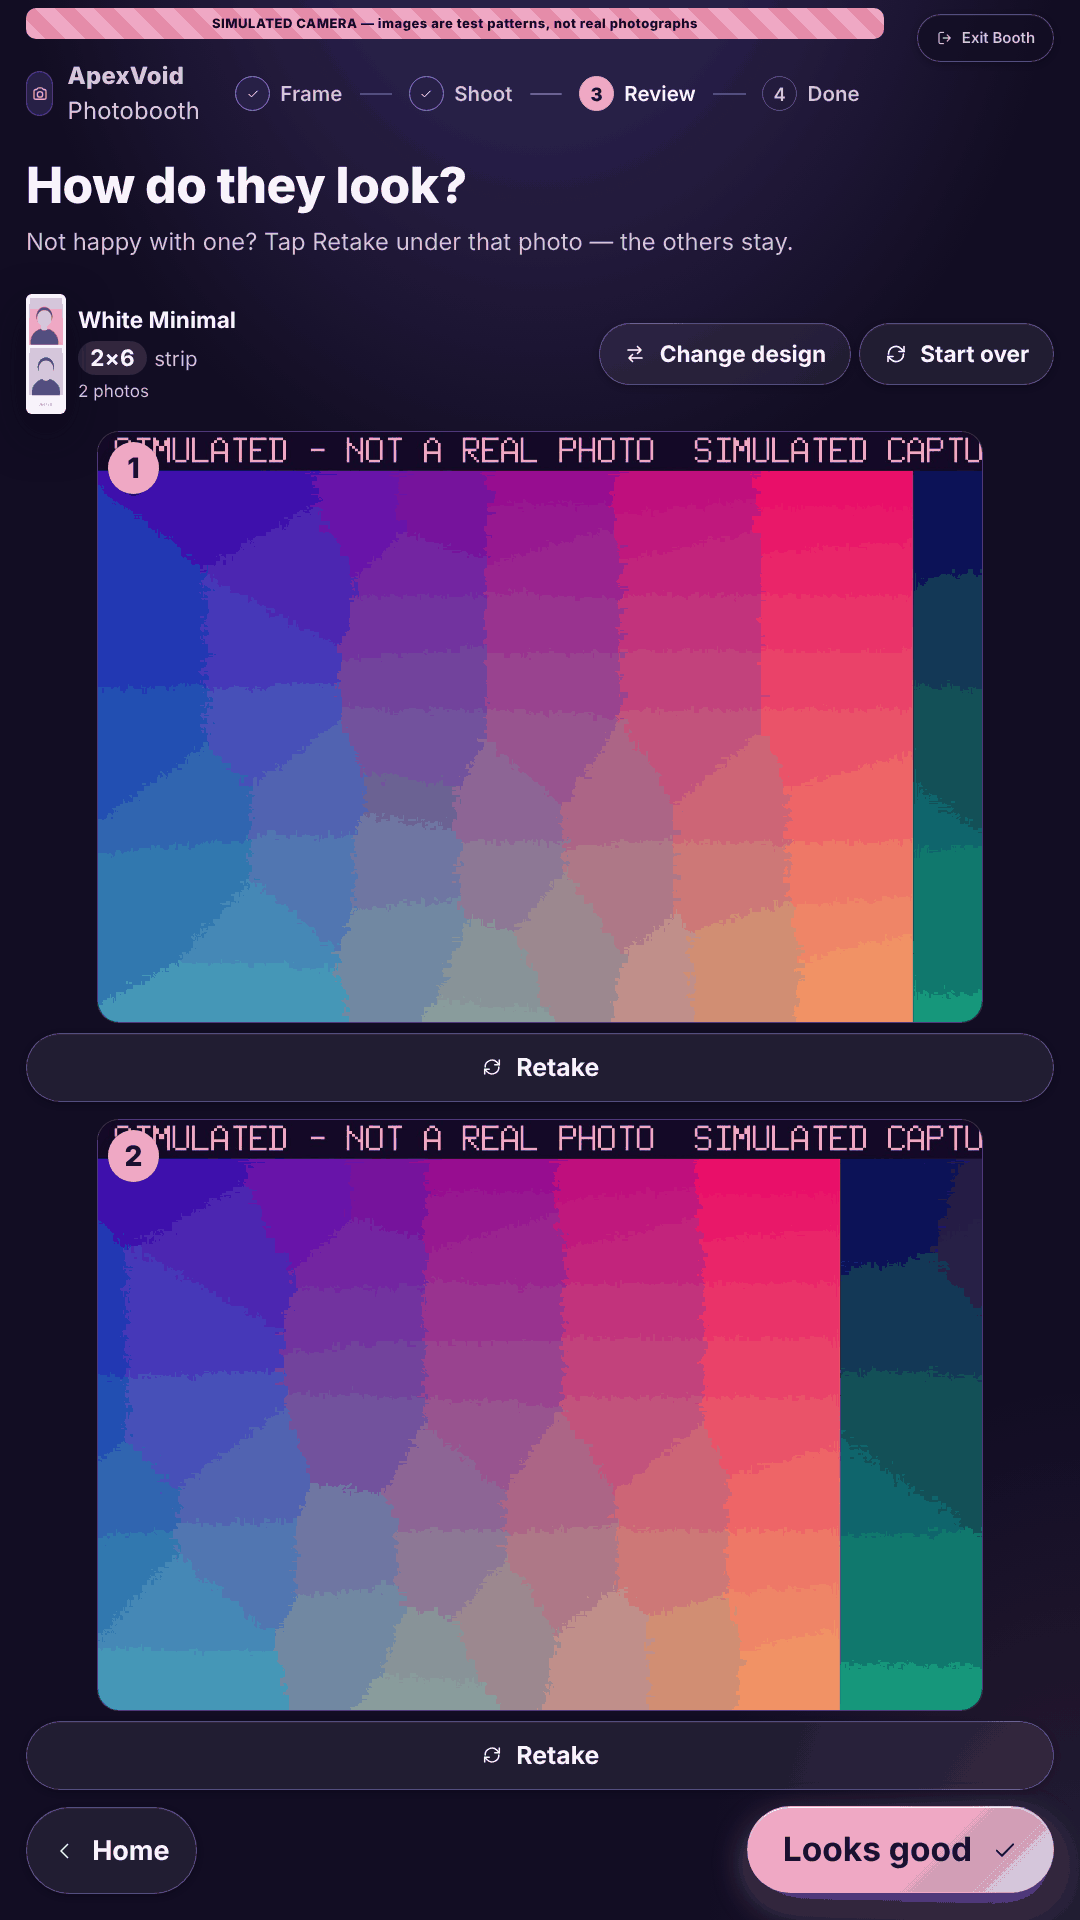 SIMULATED CAMERA — images are test patterns, not real photographs
Exit Booth
ApexVoid
Photobooth
Frame
Shoot
3 Review
4 Done
How do they look?
Not happy with one? Tap Retake under that photo — the others stay.
White Minimal
2×6 strip
2 photos
Change design
Start over
1
SIMULATED - NOT A REAL PHOTO SIMULATED CAPTU
Retake
2
SIMULATED - NOT A REAL PHOTO SIMULATED CAPTU
Retake
Home
Looks good